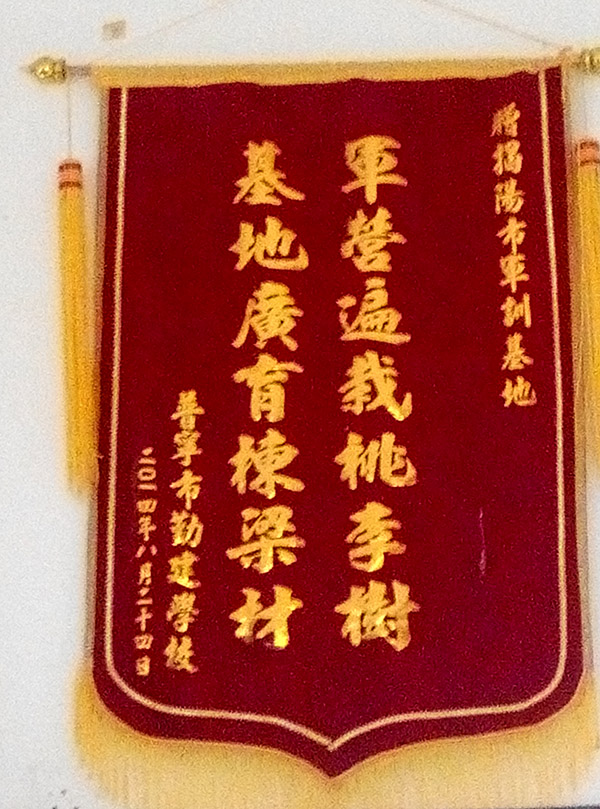 贈揭陽市軍訓基地
軍營遍栽桃李樹
基地廣育棟梁材
普寧市勤建學校
二〇一四年八月二十四日